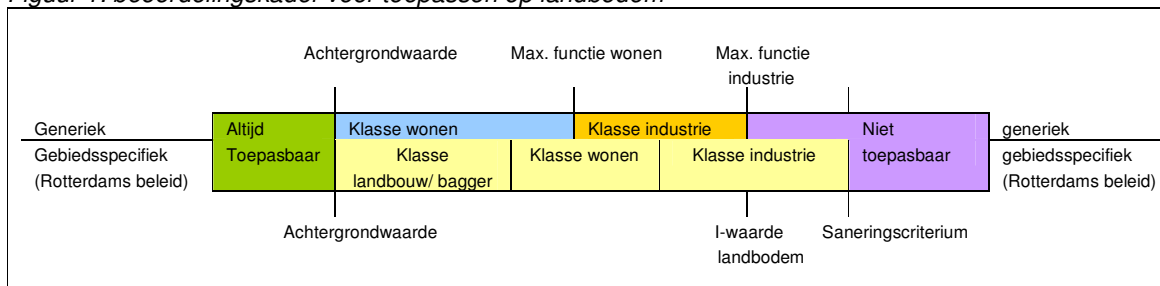 Figuur 1: beoordelingskader voor toepassen op landbodem
Achtergrondwaarde Max. functie wonen Max. functie
industrie
Generiek Altijd Klasse wonen Klasse industrie Niet generiek
Gebiedsspecifiek Toepasbaar Klasse Klasse wonen Klasse industrie toepasbaar gebiedsspecifiek
(Rotterdams beleid) landbouw/ bagger (Rotterdams beleid)
Achtergrondwaarde I-waarde Saneringscriterium
landbodem